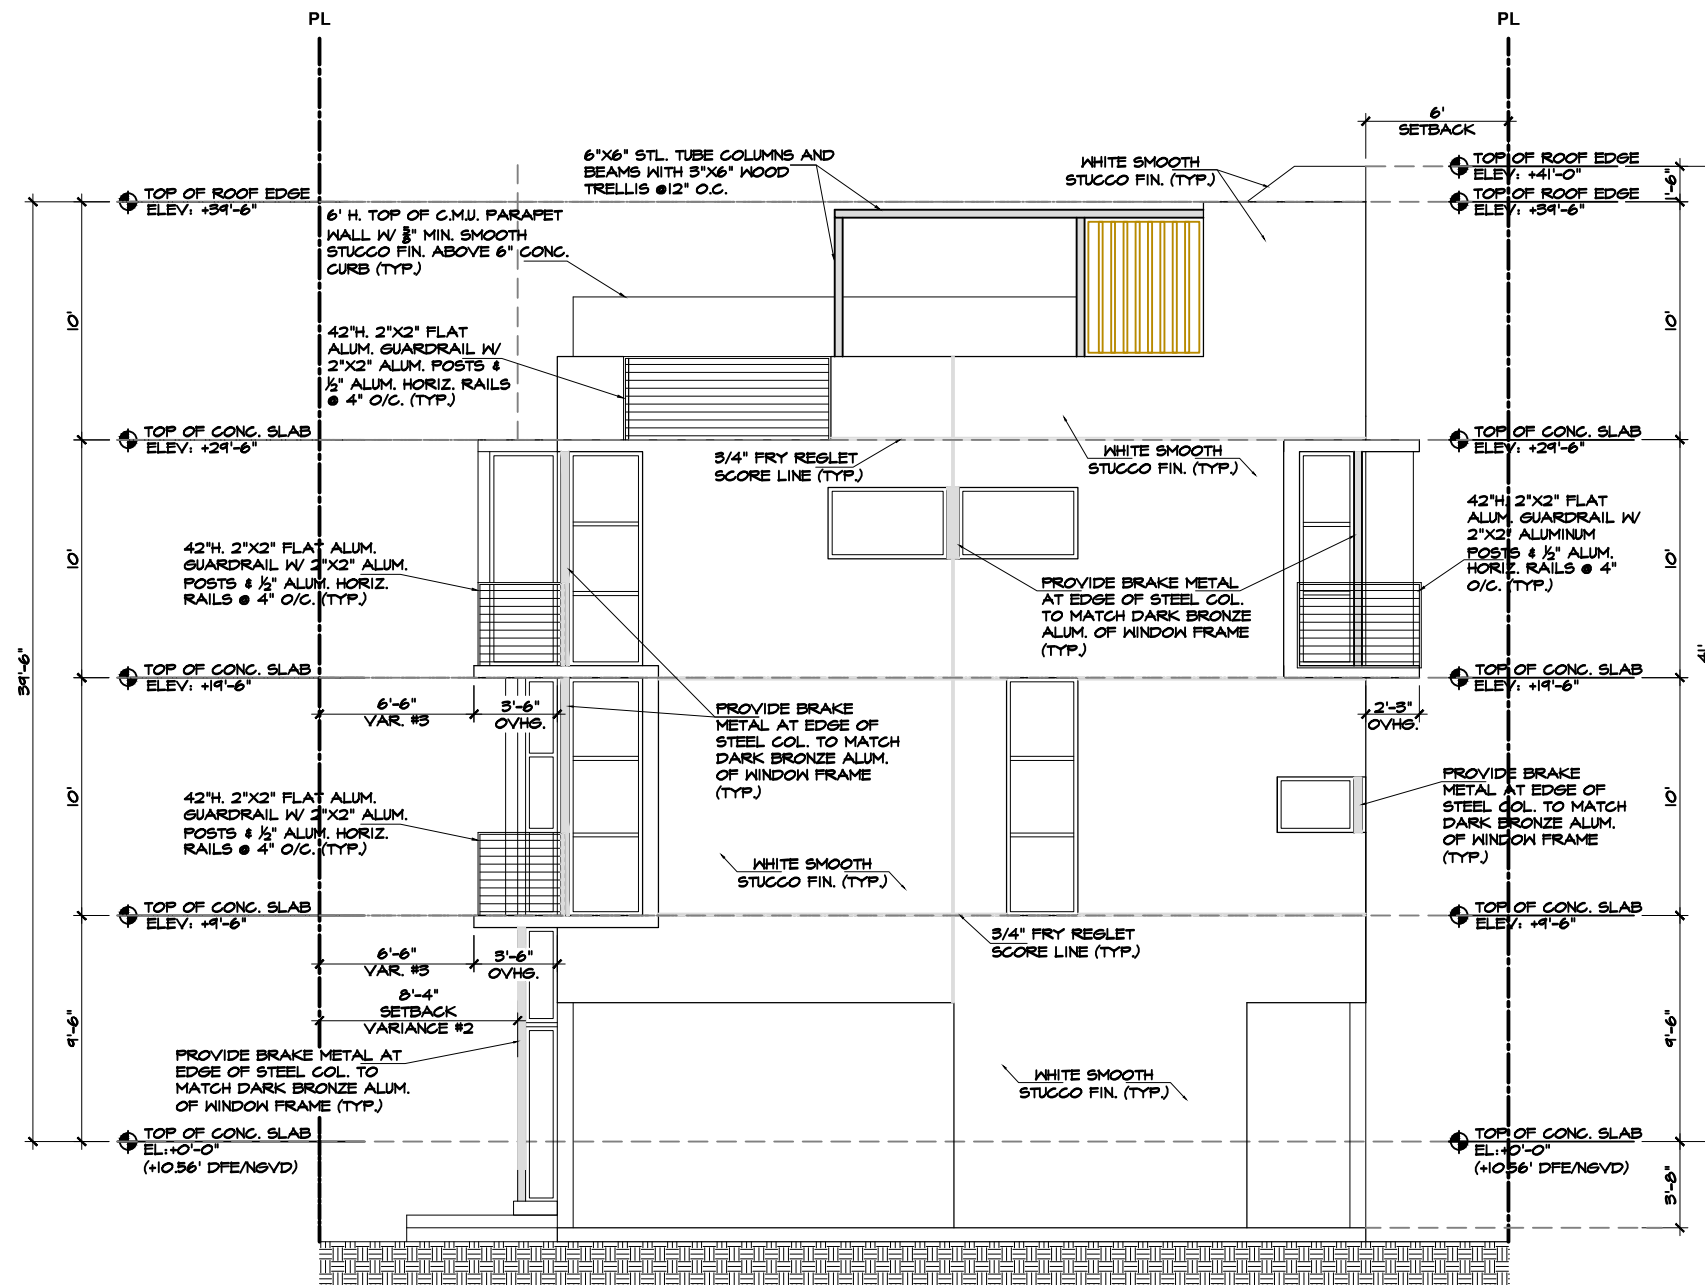 PL
PL
6'
SETBACK
6"X6" STL. TUBE COLUMNS AND
BEAMS WITH 3"X6" WOOD
TRELLIS @12" O.C.
WHITE SMOOTH
STUCCO FIN. (TYP.)
TOP OF ROOF EDGE
ELEV: +41'-0"
1'-6"
TOP OF ROOF EDGE
ELEV: +39'-6"
TOP OF ROOF EDGE
ELEV: +39'-6"
6' H. TOP OF C.M.U. PARAPET
WALL W/ " MIN. SMOOTH
STUCCO FIN. ABOVE 6" CONC.
CURB (TYP.)
10'
10'
42"H. 2"X2" FLAT
ALUM. GUARDRAIL W/
2"X2" ALUM. POSTS &
½" ALUM. HORIZ. RAILS
@ 4" O/C. (TYP.)
TOP OF CONC. SLAB
ELEV: +29'-6"
3/4" FRY REGLET
SCORE LINE (TYP.)
WHITE SMOOTH
STUCCO FIN. (TYP.)
TOP OF CONC. SLAB
ELEV: +29'-6"
42"H. 2"X2" FLAT
ALUM. GUARDRAIL W/
2"X2" ALUMINUM
POSTS & ½" ALUM.
HORIZ. RAILS @ 4"
O/C. (TYP.)
10'
10'
42"H. 2"X2" FLAT ALUM.
GUARDRAIL W/ 2"X2" ALUM.
POSTS & ½" ALUM. HORIZ.
RAILS @ 4" O/C. (TYP.)
PROVIDE BRAKE METAL
AT EDGE OF STEEL COL.
TO MATCH DARK BRONZE
ALUM. OF WINDOW FRAME
(TYP.)
39'-6"
41'
TOP OF CONC. SLAB
ELEV: +19'-6"
TOP OF CONC. SLAB
ELEV: +19'-6"
6'-6"
VAR. #3
3'-6"
OVHG.
2'-3"
OVHG.
PROVIDE BRAKE
METAL AT EDGE OF
STEEL COL. TO MATCH
DARK BRONZE ALUM.
OF WINDOW FRAME
(TYP.)
PROVIDE BRAKE
METAL AT EDGE OF
STEEL COL. TO MATCH
DARK BRONZE ALUM.
OF WINDOW FRAME
(TYP.)
10'
10'
42"H. 2"X2" FLAT ALUM.
GUARDRAIL W/ 2"X2" ALUM.
POSTS & ½" ALUM. HORIZ.
RAILS @ 4" O/C. (TYP.)
WHITE SMOOTH
STUCCO FIN. (TYP.)
TOP OF CONC. SLAB
ELEV: +9'-6"
TOP OF CONC. SLAB
ELEV: +9'-6"
3/4" FRY REGLET
SCORE LINE (TYP.)
6'-6"
VAR. #3
3'-6"
OVHG.
8'-4"
SETBACK
VARIANCE #2
9'-6"
9'-6"
PROVIDE BRAKE METAL AT
EDGE OF STEEL COL. TO
MATCH DARK BRONZE ALUM.
OF WINDOW FRAME (TYP.)
WHITE SMOOTH
STUCCO FIN. (TYP.)
TOP OF CONC. SLAB
EL:+0'-0"
(+10.56' DFE/NGVD)
TOP OF CONC. SLAB
EL:+0'-0"
(+10.56' DFE/NGVD)
3'-8"